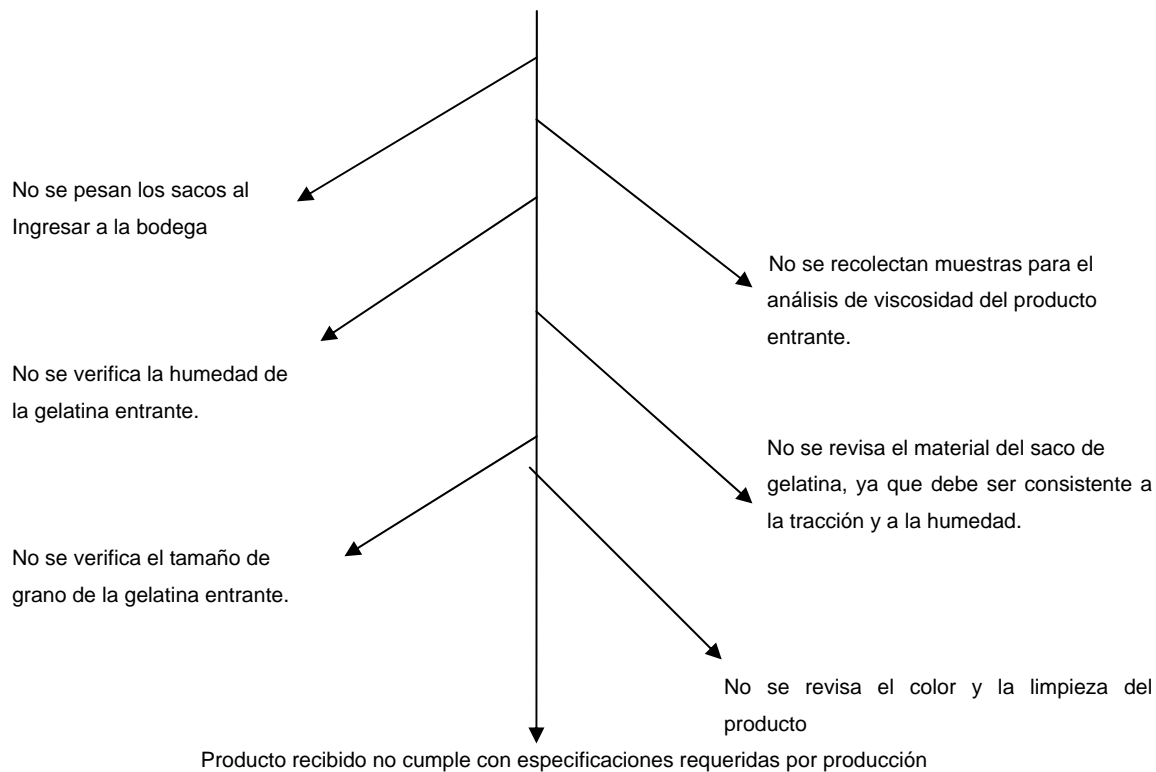 No se pesan los sacos al
Ingresar a la bodega
No se recolectan muestras para el
análisis de viscosidad del producto
entrante.
No se verifica la humedad de
la gelatina entrante.
No se revisa el material del saco de
gelatina, ya que debe ser consistente a
la tracción y a la humedad.
No se verifica el tamaño de
grano de la gelatina entrante.
No se revisa el color y la limpieza del
producto
Producto recibido no cumple con especificaciones requeridas por producción